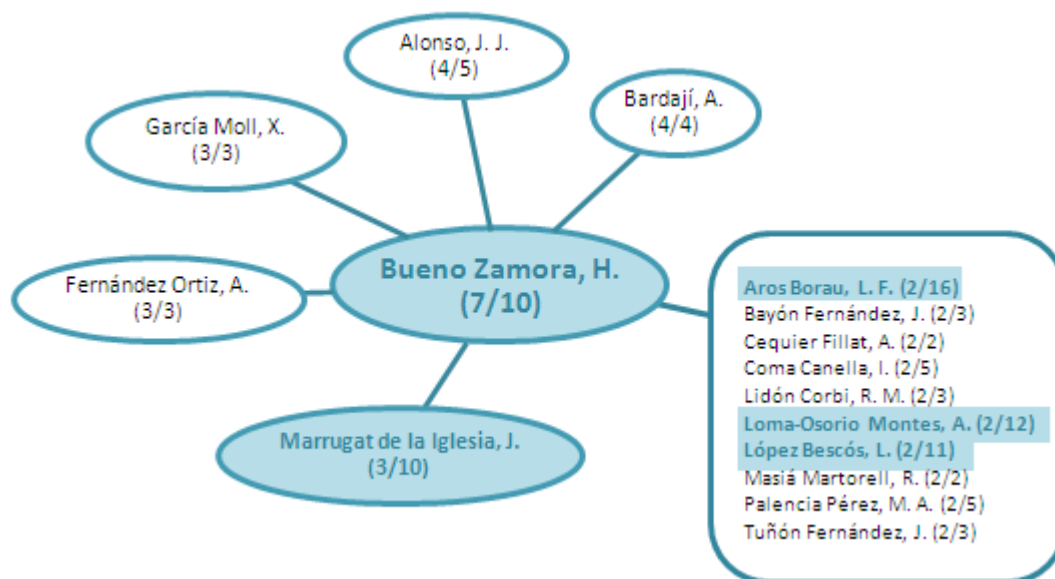 Alonso, J. J.
(4/5)
Bardají, A.
(4/4)
García Moll, X.
(3/3)
Bueno Zamora, H.
(7/10)
Fernández Ortiz, A.
(3/3)
Marrugat de la Iglesia, J.
(3/10)
Aros Borau, L. F. (2/16)
Bayón Fernández, J. (2/3)
Cequier Fillat, A. (2/2)
Coma Canella, I. (2/5)
Lidón Corbi, R. M. (2/3)
Loma-Osorio Montes, A. (2/12)
López Bescós, L. (2/11)
Masiá Martorell, R. (2/2)
Palencia Pérez, M. A. (2/5)
Tuñón Fernández, J. (2/3)